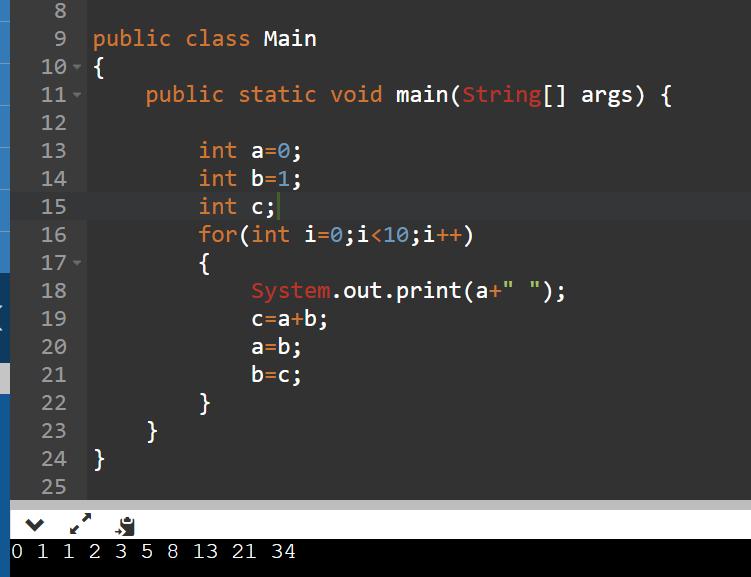 8
9 public class Main
10 {
11     public static void main(String[] args) {
12
13         int a=0;
14         int b=1;
15         int c;
16         for(int i=0;i<10;i++)
17         {
18             System.out.print(a+" ");
19             c=a+b;
20             a=b;
21             b=c;
22         }
23     }
24 }
25
0 1 1 2 3 5 8 13 21 34